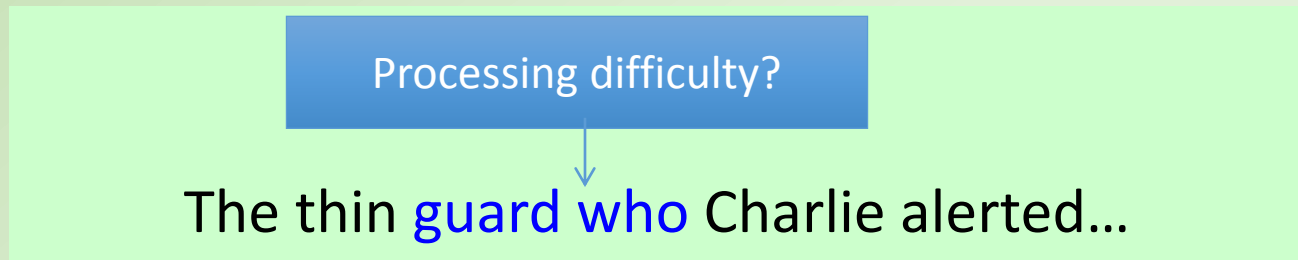 Processing difficulty?
The thin guard who Charlie alerted…